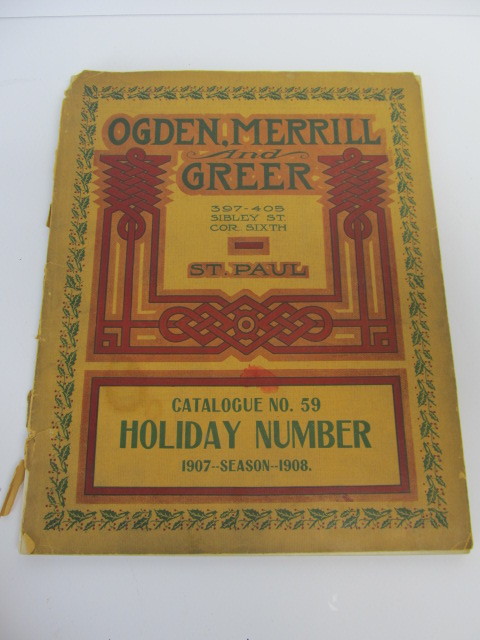 OGDEN, MERRILL
And
GREER
397-405
SIBLEY ST.
COR. SIXTH
ST. PAUL
CATALOGUE NO. 59
HOLIDAY NUMBER
1907--SEASON--1908.